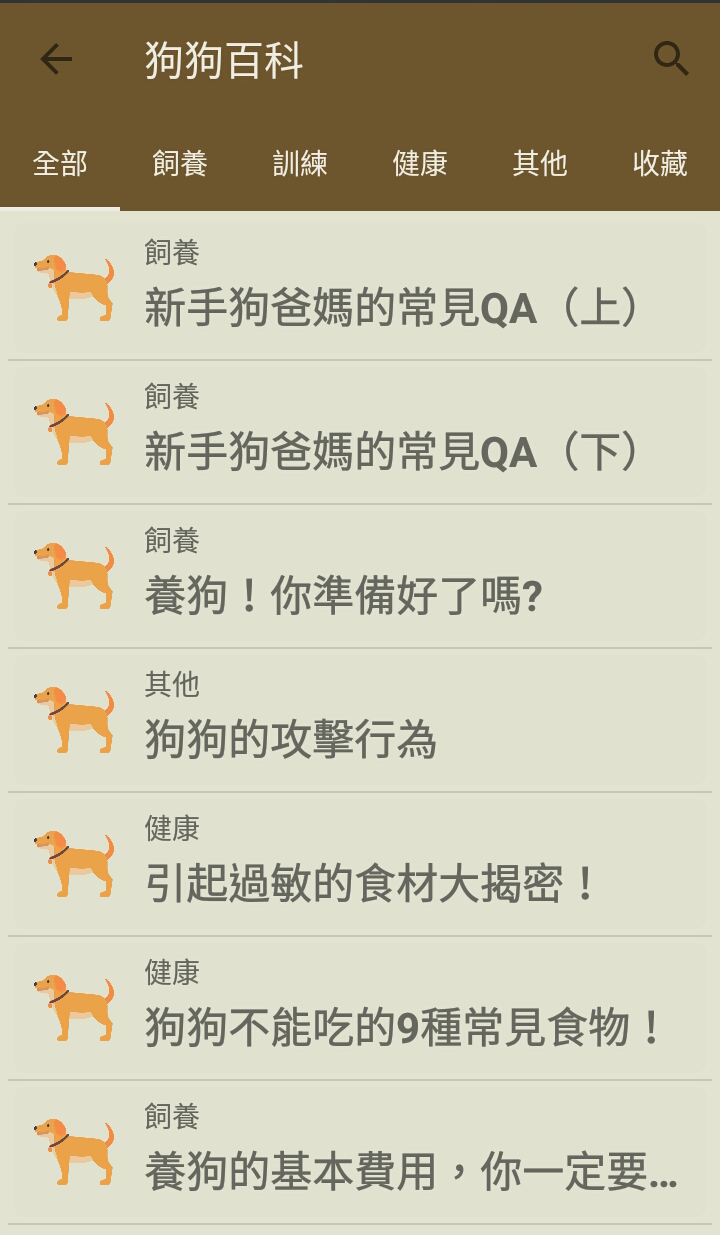 狗狗百科
全部 飼養 訓練 健康 其他 收藏
飼養
新手狗爸媽的常見QA（上）
飼養
新手狗爸媽的常見QA（下）
飼養
養狗！你準備好了嗎?
其他
狗狗的攻擊行為
健康
引起過敏的食材大揭密！
健康
狗狗不能吃的9種常見食物！
飼養
養狗的基本費用，你一定要...